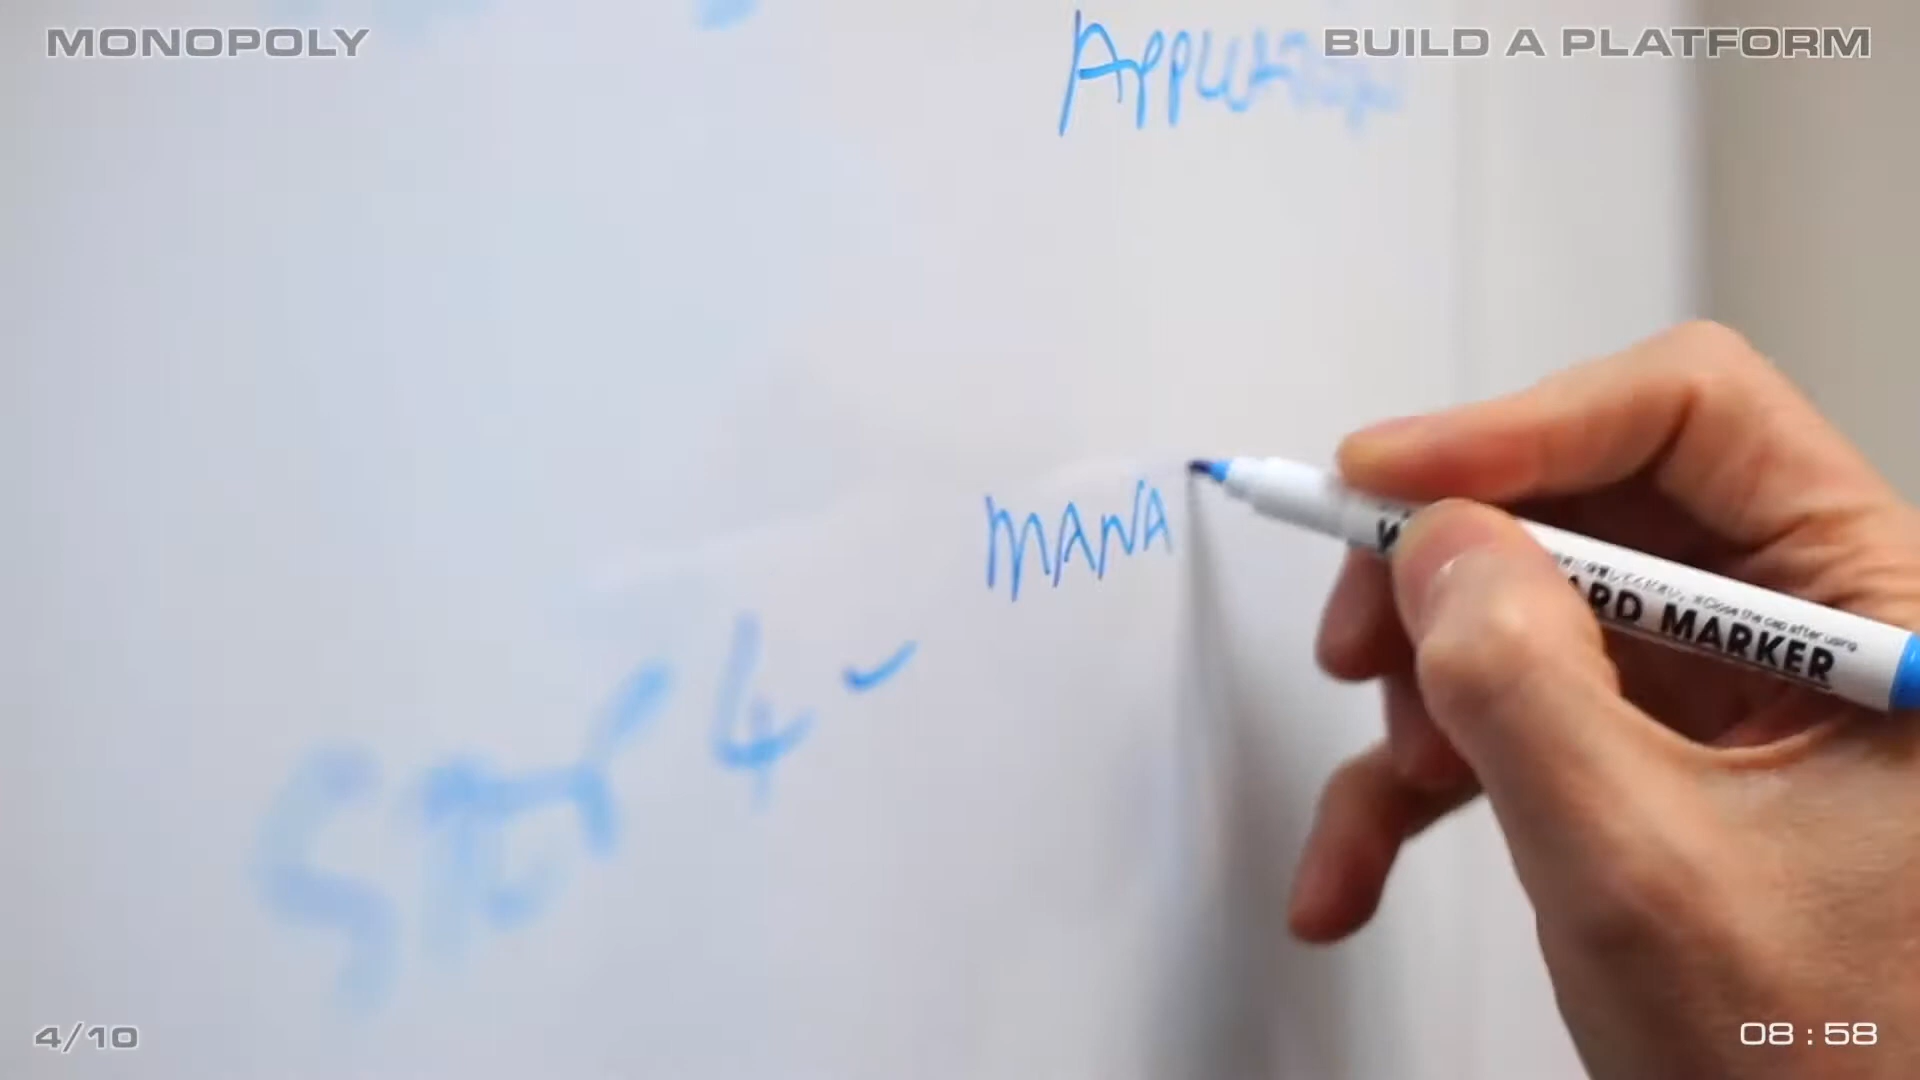 MONOPOLY
BUILD A PLATFORM
MANA
STEP 4
ARD MARKER
Close the cap after using
4/10
08:58